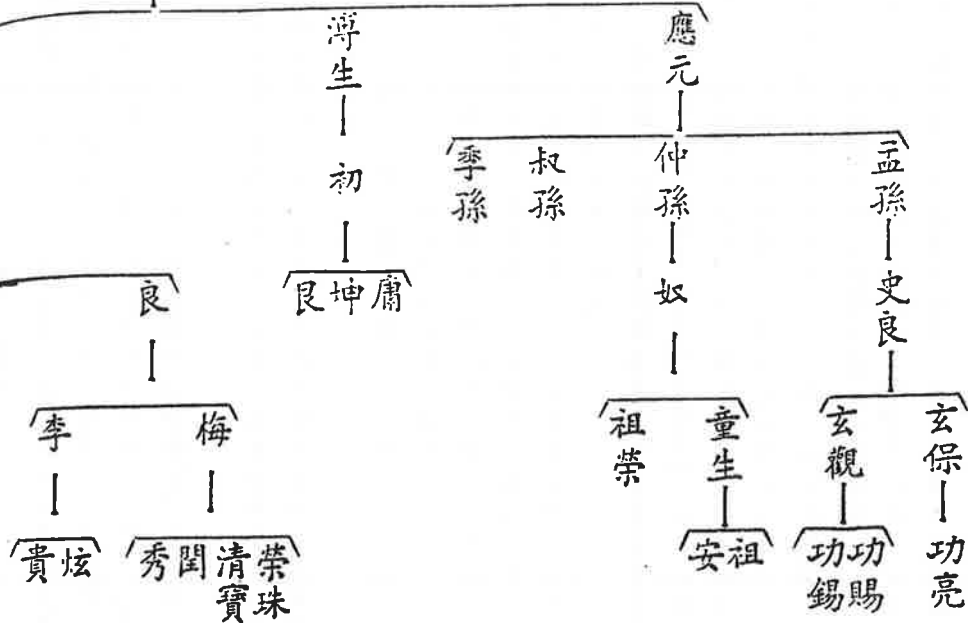 應元
溥生
孟孫
仲孫
叔孫
季孫
初
史良
奴
庸
坤
艮
良
玄保
玄觀
童生
祖榮
梅
李
功亮
功賜
功錫
祖
安
榮珠
清寶
閏
秀
炫
貴